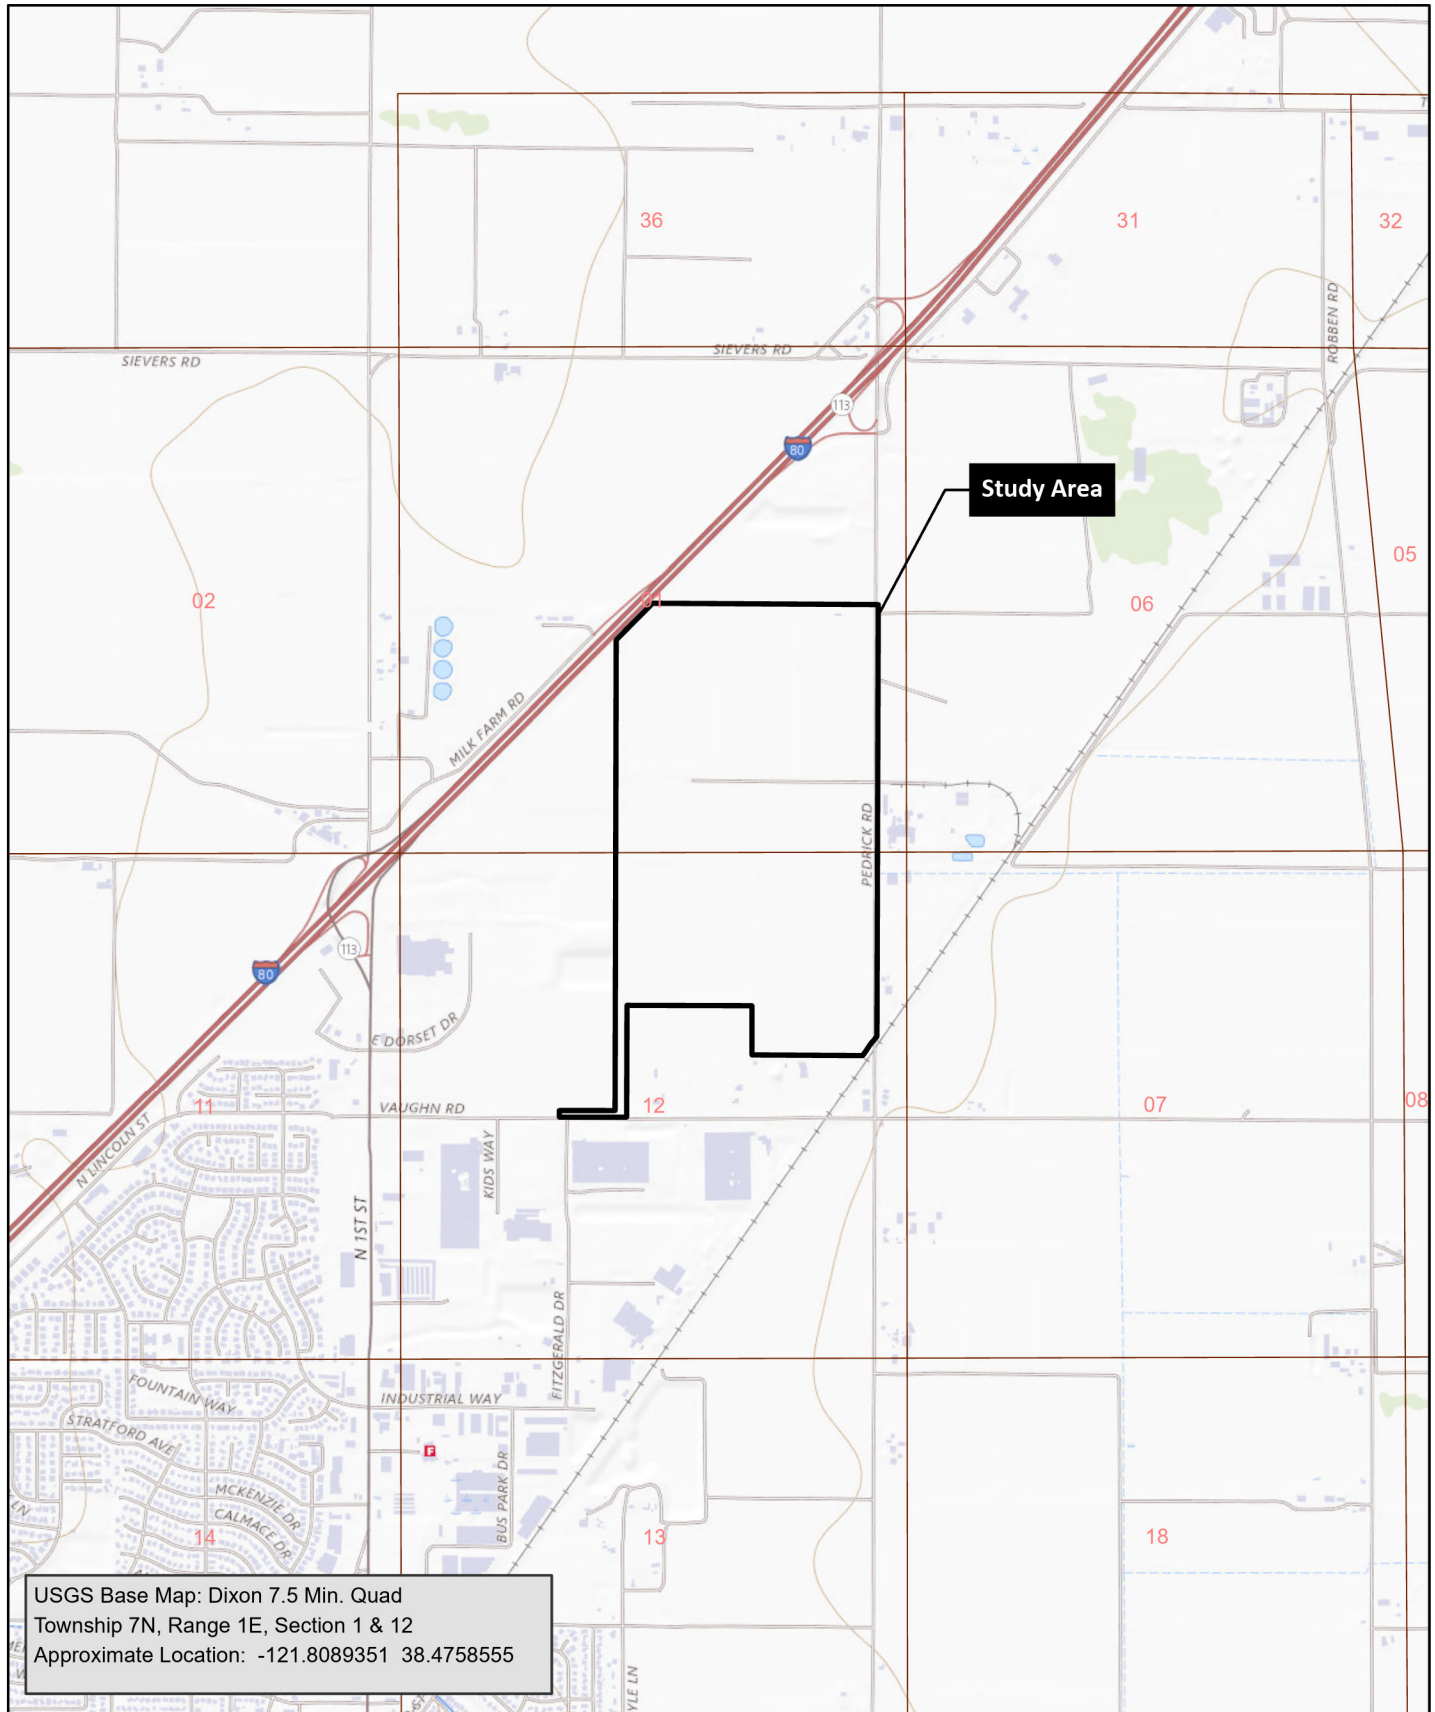 36
31
32
ROBBEN RD
SIEVERS RD
SIEVERS RD
113
80
Study Area
02
01
06
05
MILK FARM RD
PEDRICK RD
113
80
E DORSET DR
11
VAUGHN RD
12
07
08
N LINCOLN ST
KIDS WAY
N 1ST ST
FITZGERALD DR
FOUNTAIN WAY
INDUSTRIAL WAY
STRATFORD AVE
F
BUS PARK DR
MCKENZIE DR
CALMACE DR
LN
14
13
18
USGS Base Map: Dixon 7.5 Min. Quad
Township 7N, Range 1E, Section 1 & 12
Approximate Location: -121.8089351 38.4758555
YLE LN